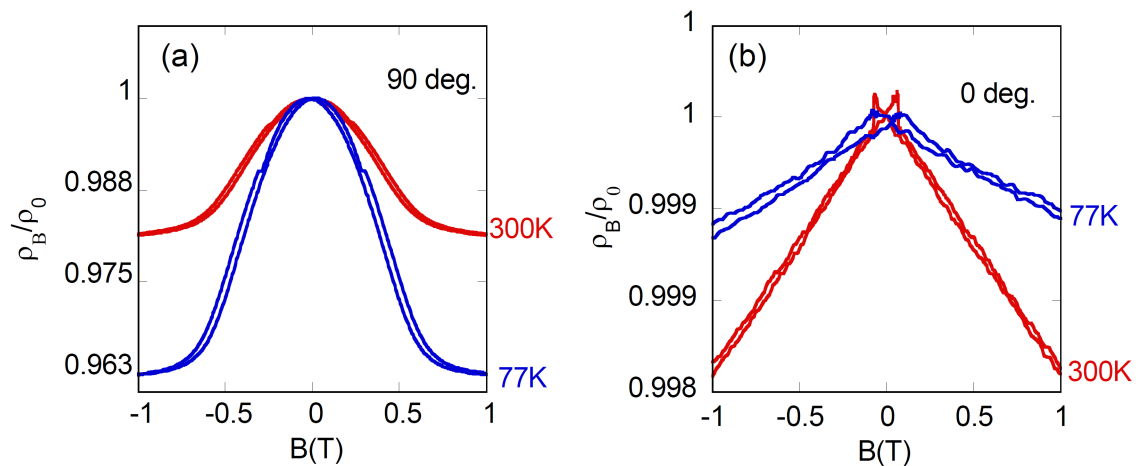 (a)
90 deg.
1
0.988
0.975
0.963
ρB/ρ0
300K
77K
-1 -0.5 0 0.5 1
B(T)
(b)
0 deg.
1
1
0.999
0.999
0.998
ρB/ρ0
77K
300K
-1 -0.5 0 0.5 1
B(T)